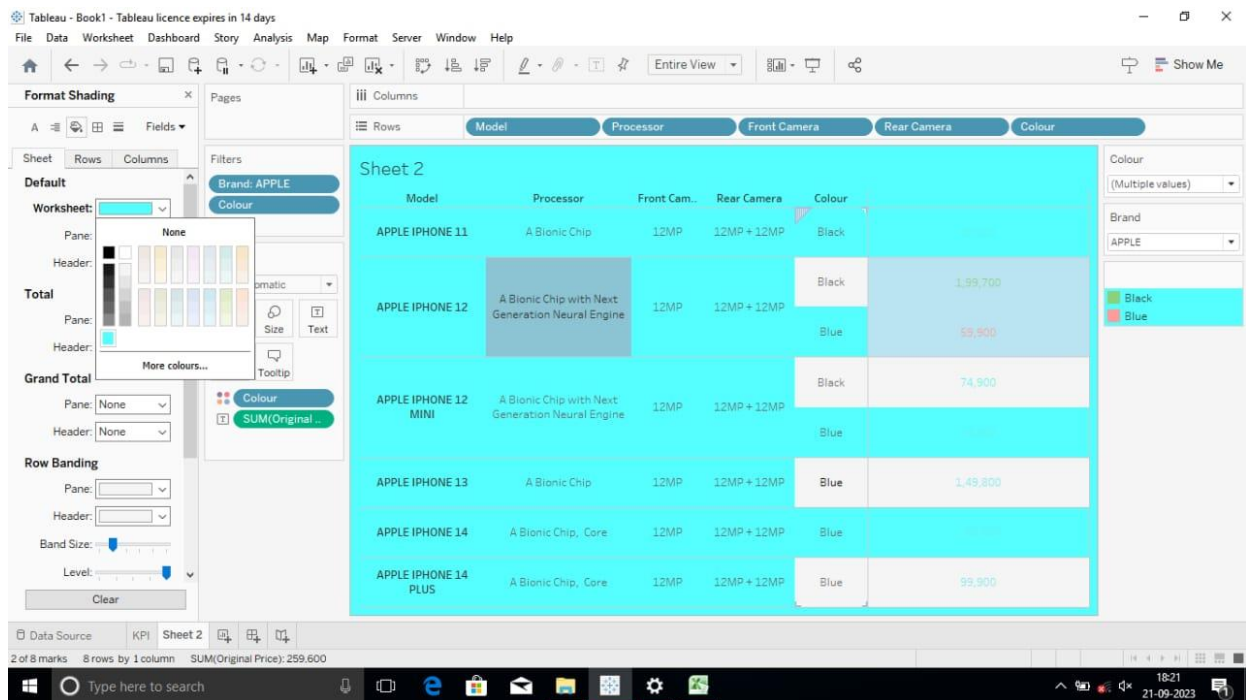 Tableau - Book1 - Tableau licence expires in 14 days
File Data Worksheet Dashboard Story Analysis Map Format Server Window Help
Entire View
Show Me
Format Shading
Fields
Sheet Rows Columns
Default
Worksheet:
Pane:
Header:
Total
Pane:
Header:
Grand Total
Pane: None
Header: None
Row Banding
Pane:
Header:
Band Size:
Level:
Clear
None
More colours...
Pages
Filters
Brand: APPLE
Colour
omatic
Size Text
Tooltip
Colour
SUM(Original ..
Columns
Rows Model Processor Front Camera Rear Camera Colour
Sheet 2
Model Processor Front Cam.. Rear Camera Colour
APPLE IPHONE 11 A Bionic Chip 12MP 12MP + 12MP Black
APPLE IPHONE 12 A Bionic Chip with Next Generation Neural Engine 12MP 12MP + 12MP Black 1,99,700
Blue 59,900
APPLE IPHONE 12 MINI A Bionic Chip with Next Generation Neural Engine 12MP 12MP + 12MP Black 74,900
Blue
APPLE IPHONE 13 A Bionic Chip 12MP 12MP + 12MP Blue 1,49,800
APPLE IPHONE 14 A Bionic Chip, Core 12MP 12MP + 12MP Blue
APPLE IPHONE 14 PLUS A Bionic Chip, Core 12MP 12MP + 12MP Blue 99,900
Colour
(Multiple values)
Brand
APPLE
Black
Blue
Data Source KPI Sheet 2
2 of 8 marks 8 rows by 1 column SUM(Original Price): 259.600
Type here to search
18:21
21-09-2023